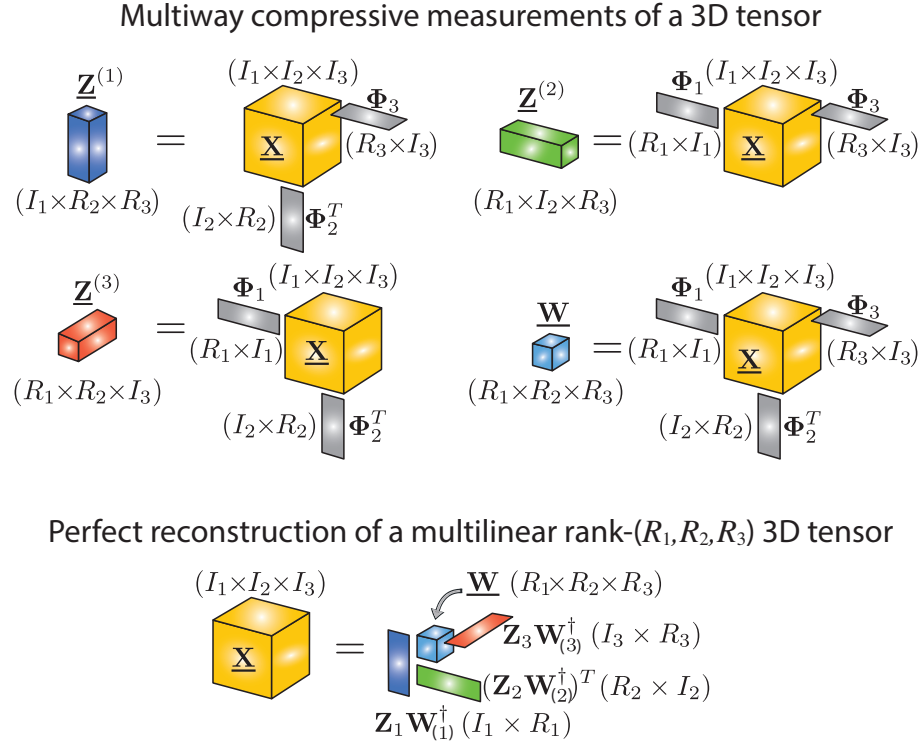 Multiway compressive measurements of a 3D tensor
Z̲⁽¹⁾ = X̲ (I₁×I₂×I₃) Φ₃ (R₃×I₃)
(I₁×R₂×R₃) (I₂×R₂) Φ₂ᵀ
Z̲⁽²⁾ = Φ₁ (R₁×I₁) X̲ (I₁×I₂×I₃) Φ₃ (R₃×I₃)
(R₁×I₂×R₃)
Z̲⁽³⁾ = Φ₁ (R₁×I₁) X̲ (I₁×I₂×I₃)
(R₁×R₂×I₃) (I₂×R₂) Φ₂ᵀ
W̲ = Φ₁ (R₁×I₁) X̲ (I₁×I₂×I₃) Φ₃ (R₃×I₃)
(R₁×R₂×R₃) (I₂×R₂) Φ₂ᵀ
Perfect reconstruction of a multilinear rank-(R₁,R₂,R₃) 3D tensor
(I₁×I₂×I₃) W̲ (R₁×R₂×R₃)
X̲ = Z₃W†₍₃₎ (I₃ × R₃)
(Z₂W†₍₂₎)ᵀ (R₂ × I₂)
Z₁W†₍₁₎ (I₁ × R₁)